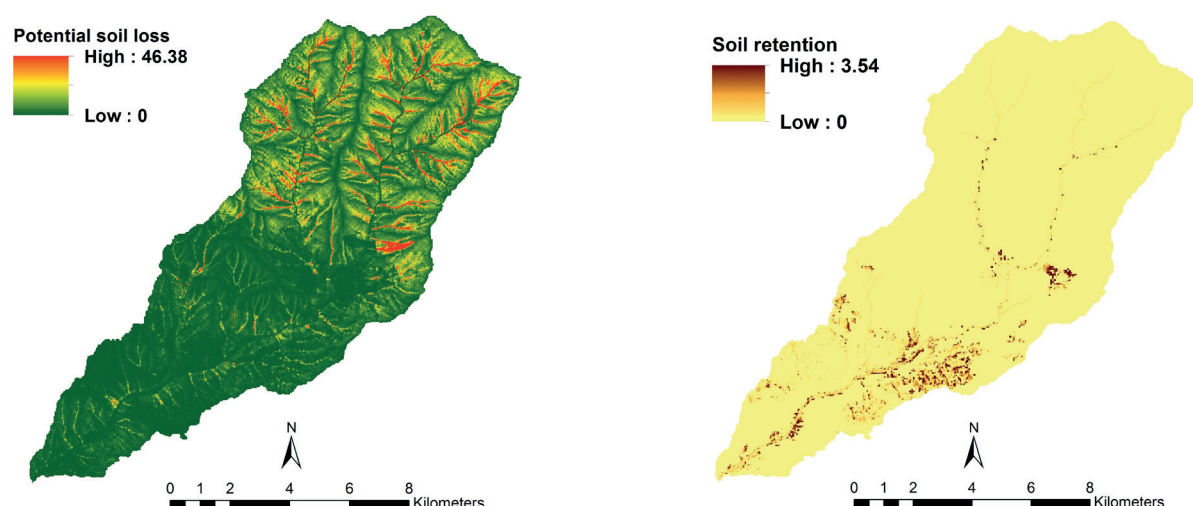 Potential soil loss
High : 46.38
Low : 0
N
0 1 2 4 6 8
Kilometers
Soil retention
High : 3.54
Low : 0
N
0 1 2 4 6 8
Kilometers